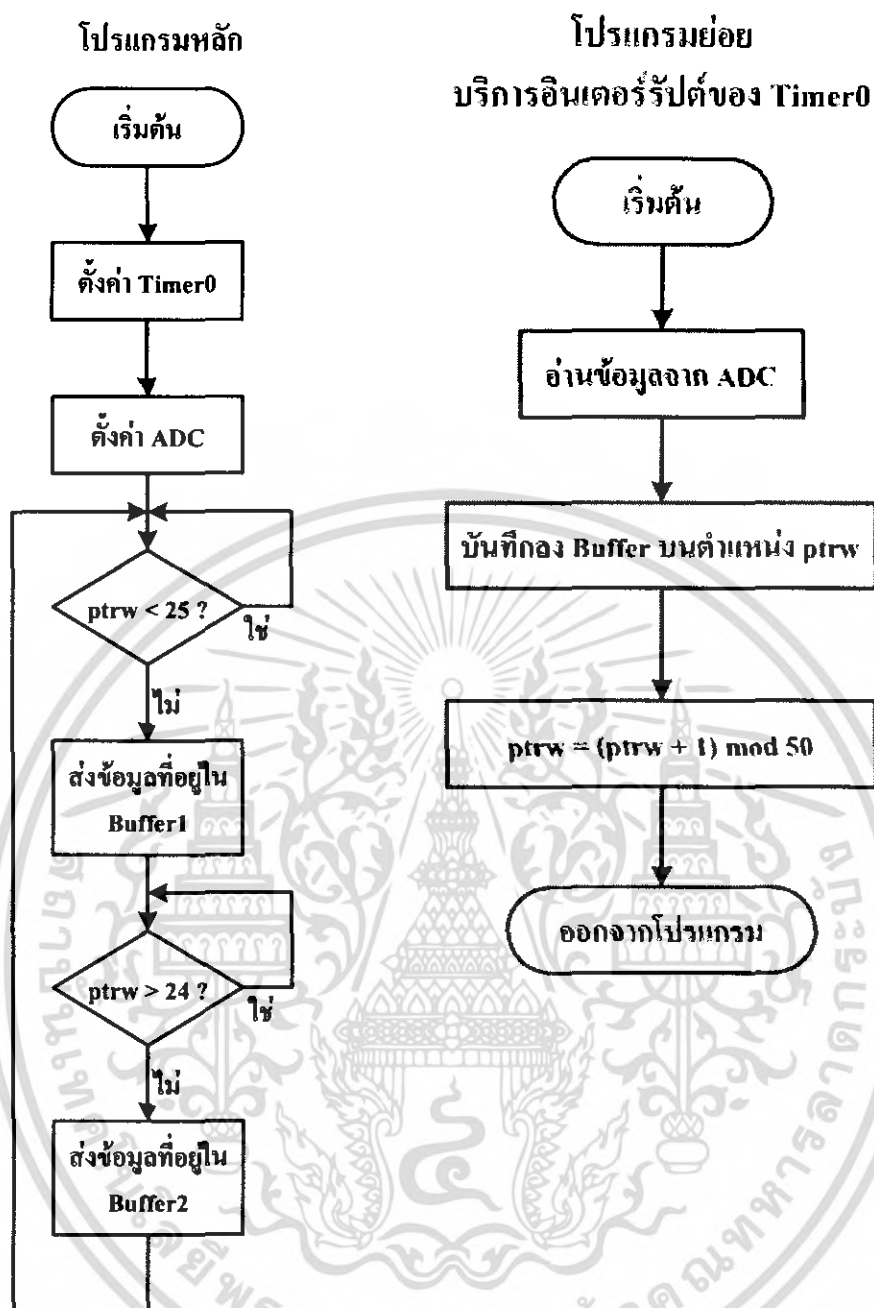 โปรแกรมหลัก
เริ่มต้น
ตั้งค่า Timer0
ตั้งค่า ADC
ptrw < 25 ?
ใช่
ไม่
ส่งข้อมูลที่อยู่ใน
Buffer1
ptrw > 24 ?
ใช่
ไม่
ส่งข้อมูลที่อยู่ใน
Buffer2
โปรแกรมย่อย
บริการอินเตอร์รัปต์ของ Timer0
เริ่มต้น
อ่านข้อมูลจาก ADC
บันทึกลง Buffer บนตำแหน่ง ptrw
ptrw = (ptrw + 1) mod 50
ออกจากโปรแกรม